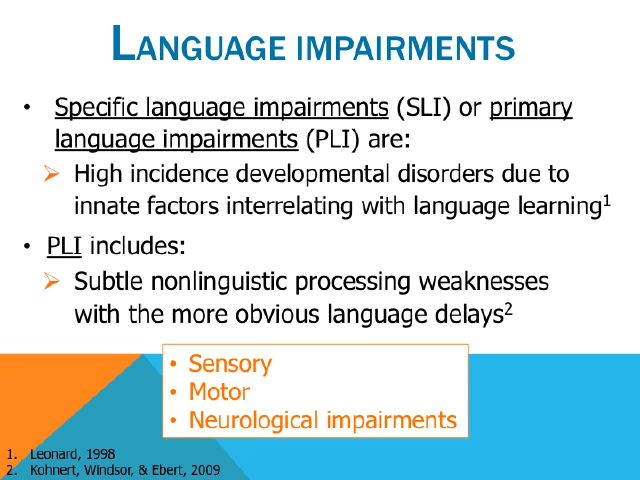 LANGUAGE IMPAIRMENTS
• Specific language impairments (SLI) or primary
language impairments (PLI) are:
➢ High incidence developmental disorders due to
innate factors interrelating with language learning¹
• PLI includes:
➢ Subtle nonlinguistic processing weaknesses
with the more obvious language delays²
• Sensory
• Motor
• Neurological impairments
1. Leonard, 1998
2. Kohnert, Windsor, & Ebert, 2009